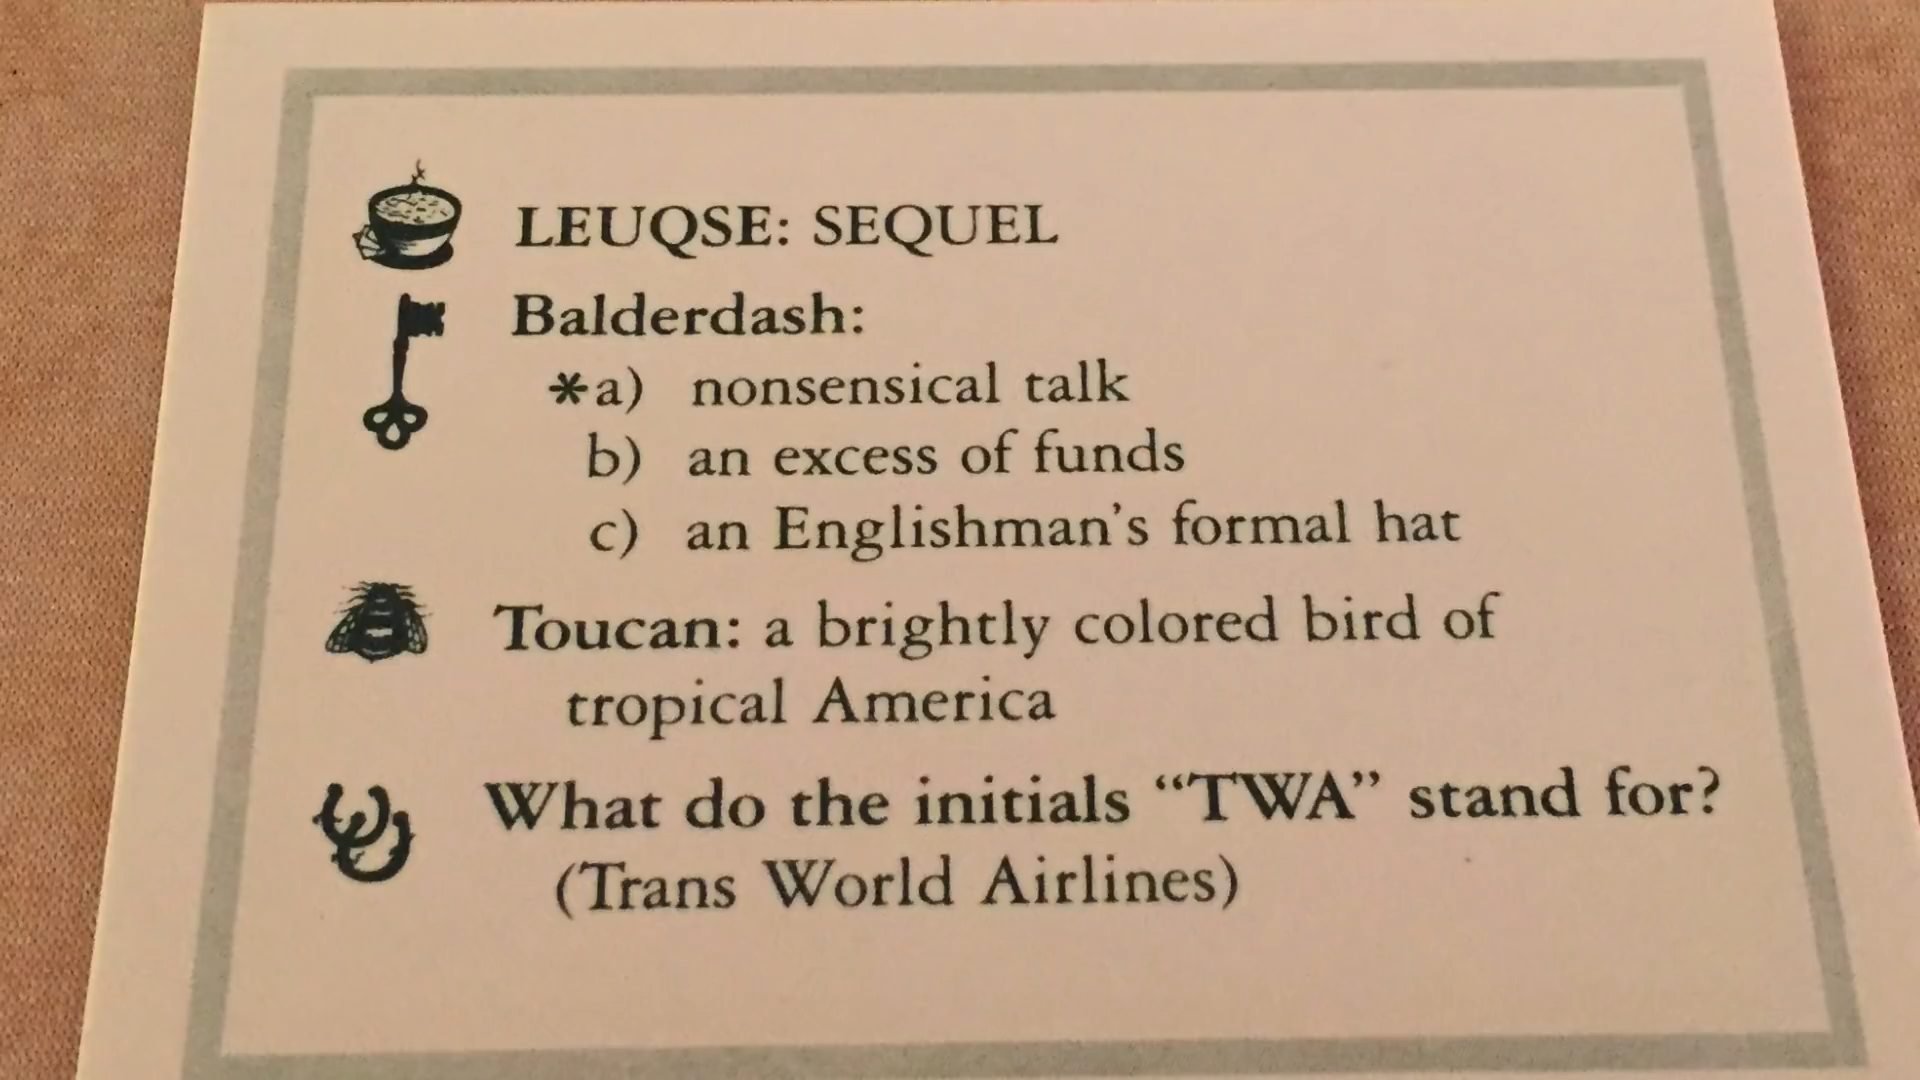 LEUQSE: SEQUEL
Balderdash:
*a) nonsensical talk
b) an excess of funds
c) an Englishman's formal hat
Toucan: a brightly colored bird of
tropical America
What do the initials “TWA” stand for?
(Trans World Airlines)